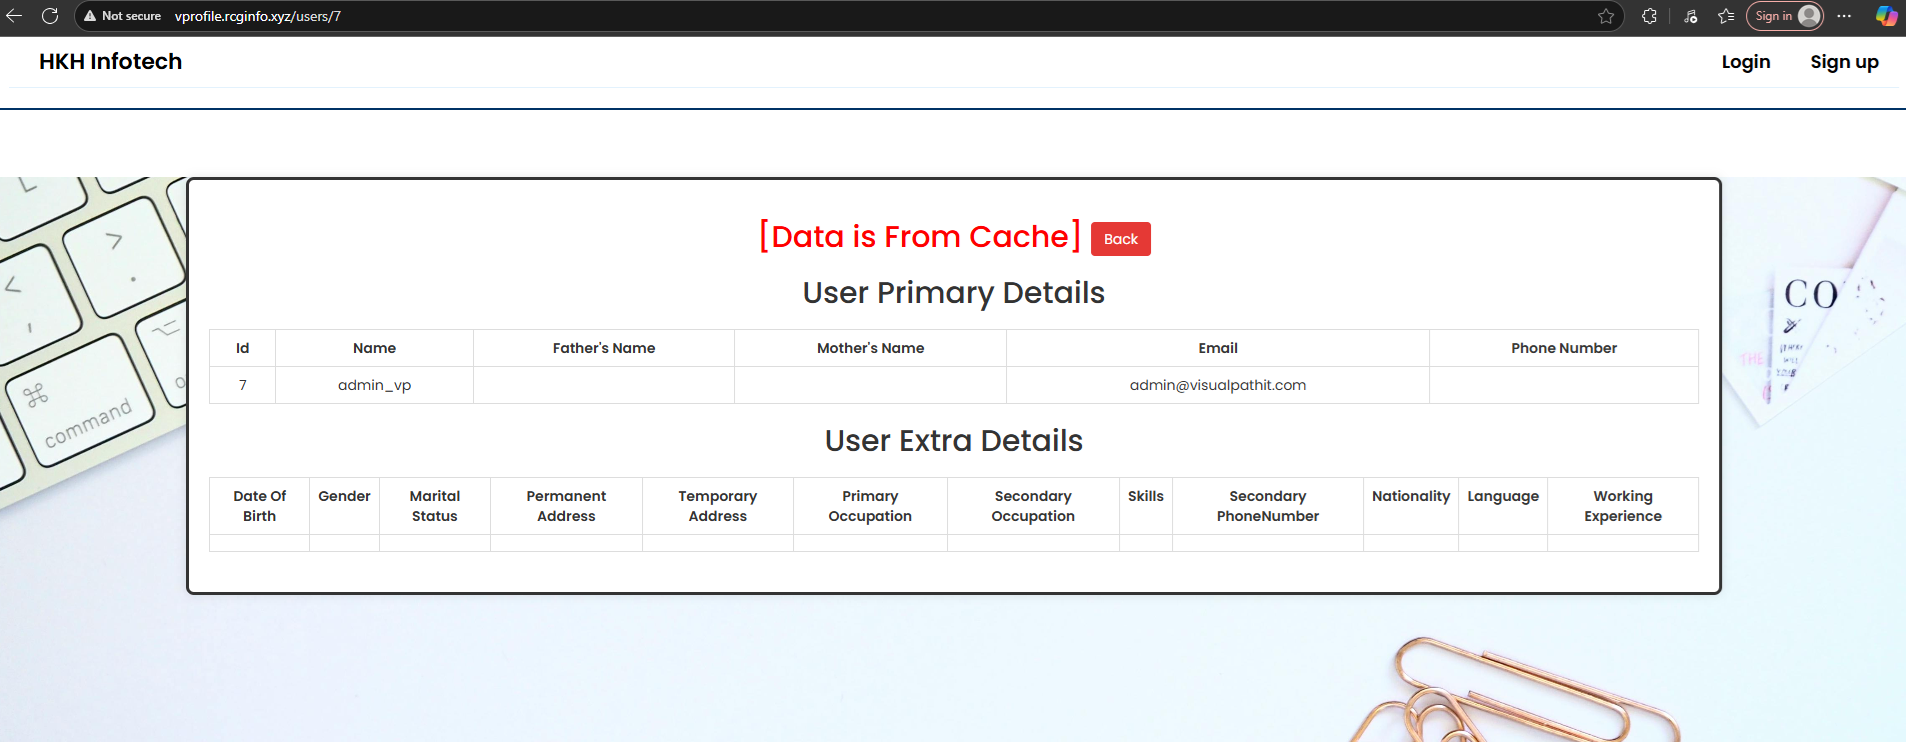 Not secure vprofile.rcginfo.xyz/users/7 Sign in
HKH Infotech Login Sign up
[Data is From Cache] Back
User Primary Details
Id Name Father's Name Mother's Name Email Phone Number
7 admin_vp admin@visualpathit.com
User Extra Details
Date Of Birth Gender Marital Status Permanent Address Temporary Address Primary Occupation Secondary Occupation Skills Secondary PhoneNumber Nationality Language Working Experience
command
CO
THE